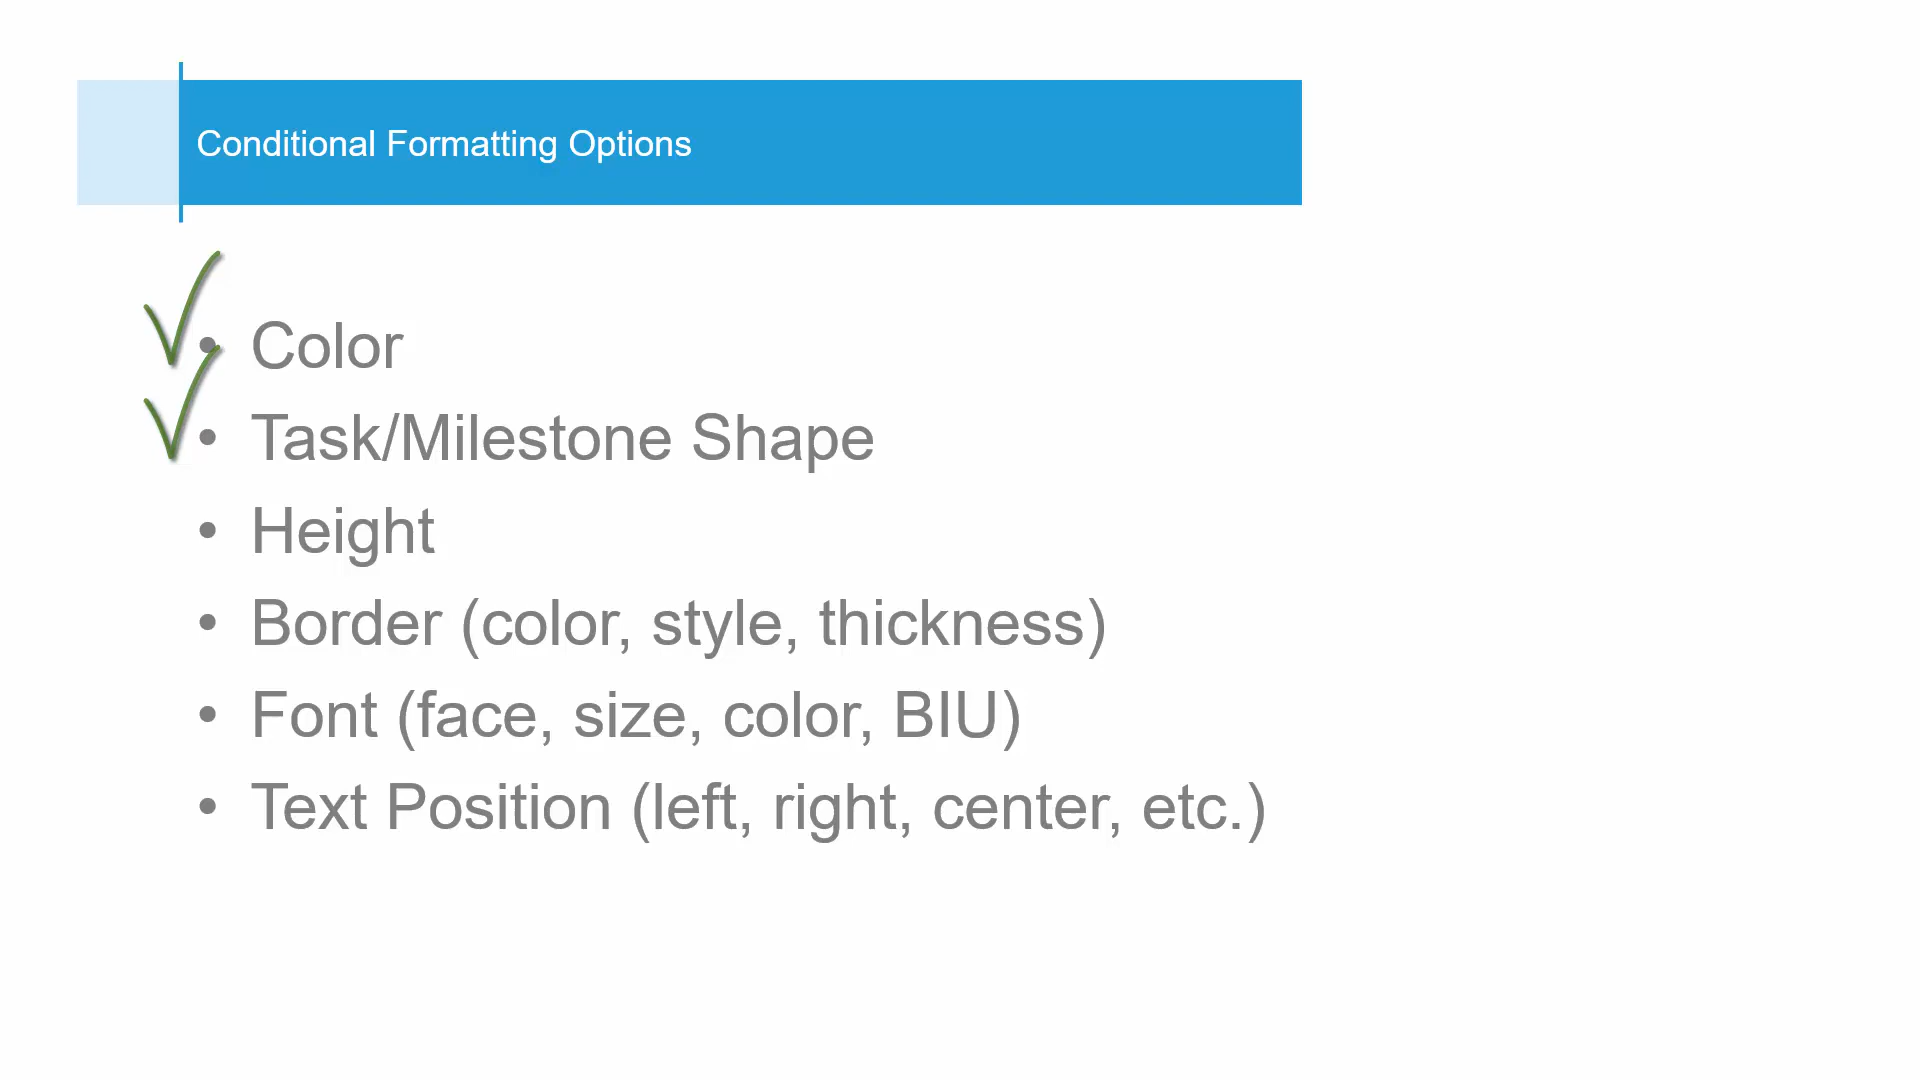 Conditional Formatting Options
• Color
• Task/Milestone Shape
• Height
• Border (color, style, thickness)
• Font (face, size, color, BIU)
• Text Position (left, right, center, etc.)